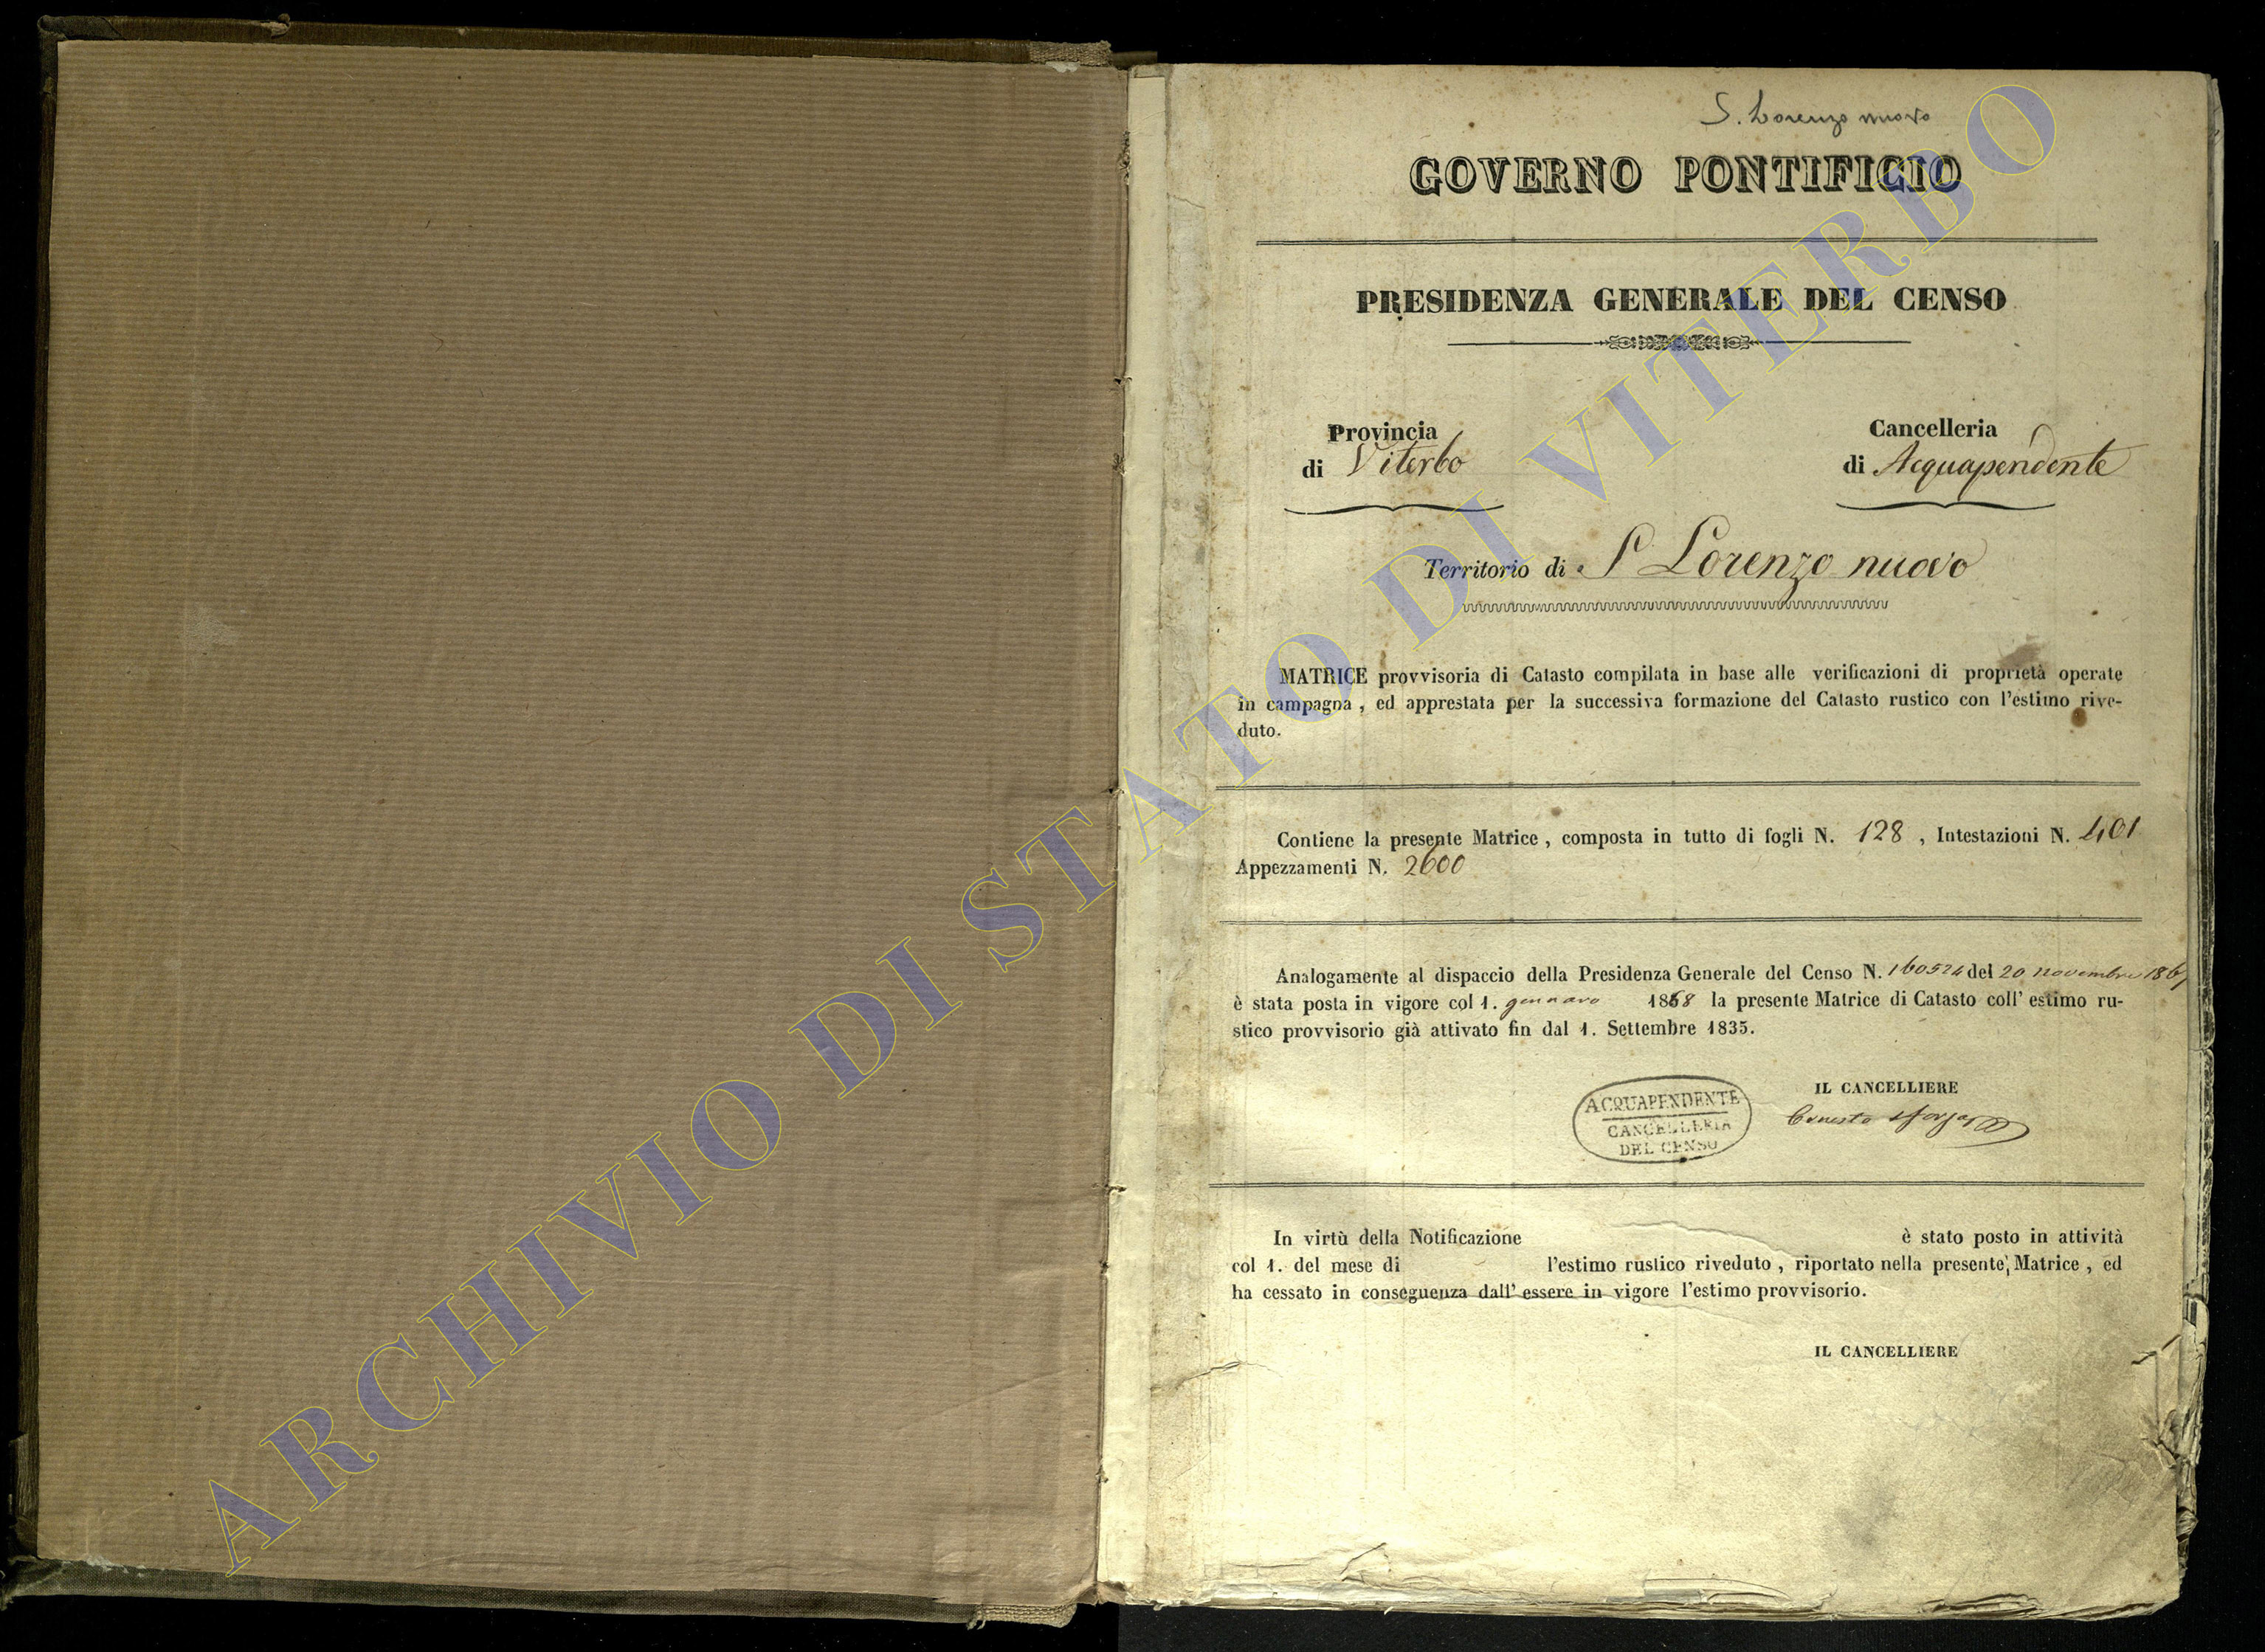 S. Lorenzo nuovo
GOVERNO PONTIFICIO
PRESIDENZA GENERALE DEL CENSO
Provincia
di Viterbo
Cancelleria
di Acquapendente
Territorio di S Lorenzo nuovo
MATRICE provvisoria di Catasto compilata in base alle verificazioni di proprietà operate
in campagna, ed apprestata per la successiva formazione del Catasto rustico con l'estimo rive-
duto.
Contiene la presente Matrice, composta in tutto di fogli N. 128, Intestazioni N. 401
Appezzamenti N. 2600
Analogamente al dispaccio della Presidenza Generale del Censo N. 160524 del 20 novembre 1867
è stata posta in vigore col 1. gennaro 1868 la presente Matrice di Catasto coll' estimo ru-
stico provvisorio già attivato fin dal 1. Settembre 1835.
IL CANCELLIERE
Ernesto
ACQUAPENDENTE
CANCELLERIA
DEL CENSO
In virtù della Notificazione è stato posto in attività
col 1. del mese di l'estimo rustico riveduto, riportato nella presente Matrice, ed
ha cessato in conseguenza dall' essere in vigore l'estimo provvisorio.
IL CANCELLIERE
ARCHIVIO DI STATO DI VITERBO